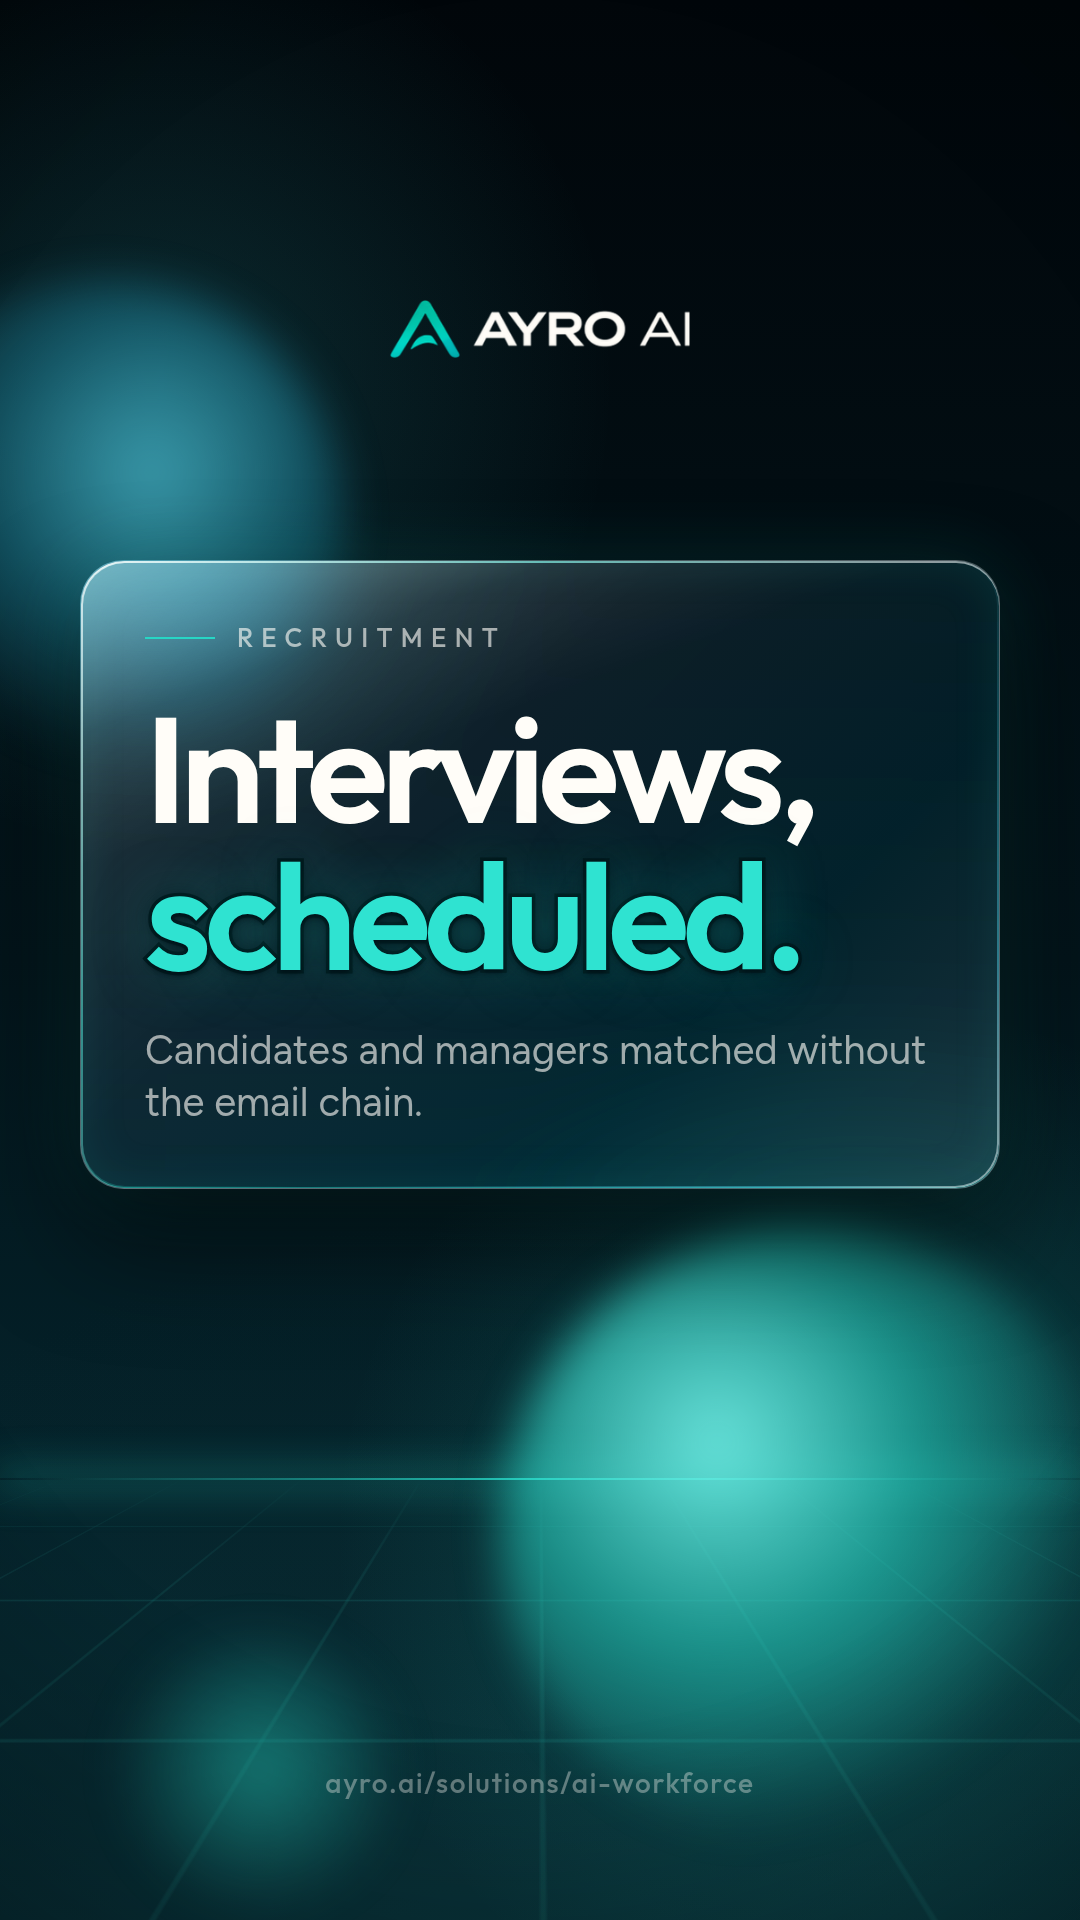 AYRO AI
RECRUITMENT
Interviews,
scheduled.
Candidates and managers matched without
the email chain.
ayro.ai/solutions/ai-workforce